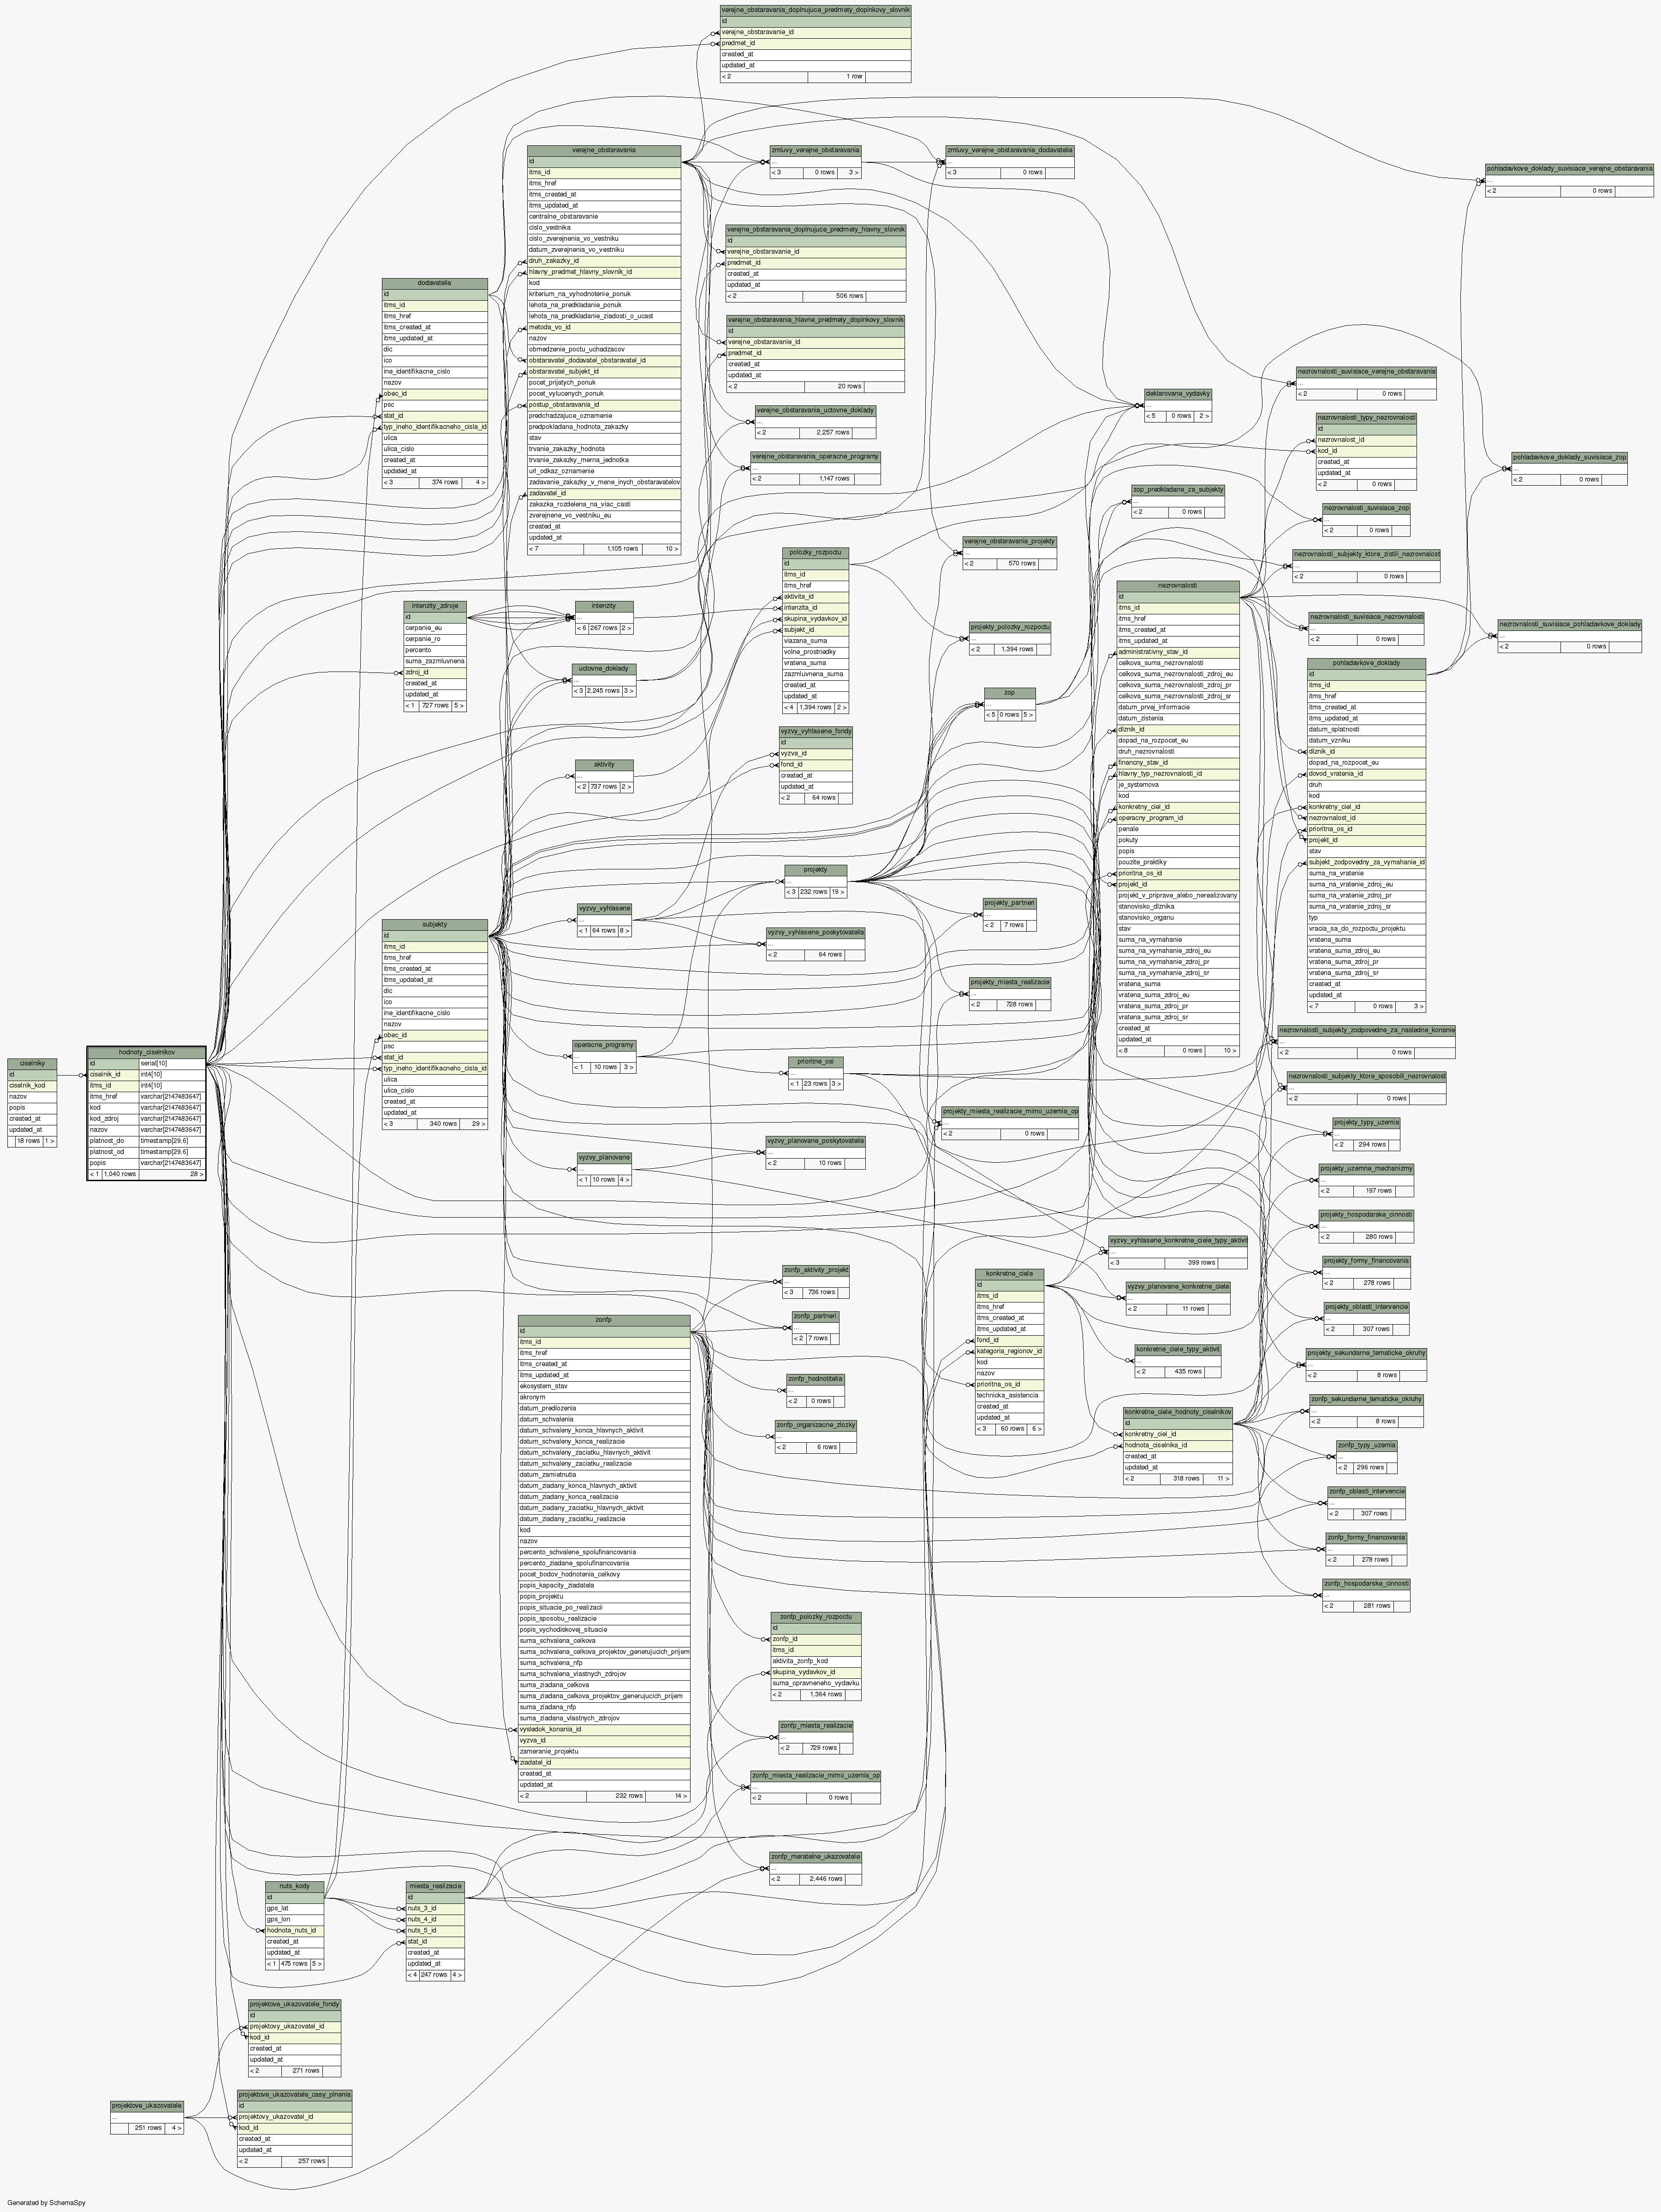 verejne_obstaravania_doplnujuce_predmety_doplnkovy_slovnik
id
verejne_obstaravanie_id
predmet_id
created_at
updated_at
< 2 1 row
verejne_obstaravania
id
itms_id
itms_href
itms_created_at
itms_updated_at
centralne_obstaravanie
cislo_vestnika
cislo_zverejnenia_vo_vestniku
datum_zverejnenia_vo_vestniku
druh_zakazky_id
hlavny_predmet_hlavny_slovnik_id
kod
kriterium_na_vyhodnotenie_ponuk
lehota_na_predkladanie_ponuk
lehota_na_predkladanie_ziadosti_o_ucast
metoda_vo_id
nazov
obmedzenie_poctu_uchadzacov
obstaravatel_dodavatel_obstaravatel_id
obstaravatel_subjekt_id
pocet_prijatych_ponuk
pocet_vylucenych_ponuk
postup_obstaravania_id
predchadzajuce_oznamenie
predpokladana_hodnota_zakazky
stav
trvanie_zakazky_hodnota
trvanie_zakazky_merna_jednotka
url_odkaz_oznamenie
zadavanie_zakazky_v_mene_inych_obstaravatelov
zadavatel_id
zakazka_rozdelena_na_viac_casti
zverejnene_vo_vestniku_eu
created_at
updated_at
< 7 1,105 rows 10 >
zmluvy_verejne_obstaravania
...
< 3 0 rows 3 >
zmluvy_verejne_obstaravania_dodavatelia
...
< 3 0 rows
pohladavkove_doklady_suvisiace_verejne_obstaravania
...
< 2 0 rows
verejne_obstaravania_doplnujuce_predmety_hlavny_slovnik
id
verejne_obstaravanie_id
predmet_id
created_at
updated_at
< 2 506 rows
verejne_obstaravania_hlavne_predmety_doplnkovy_slovnik
id
verejne_obstaravanie_id
predmet_id
created_at
updated_at
< 2 20 rows
dodavatelia
id
itms_id
itms_href
itms_created_at
itms_updated_at
dic
ico
ine_identifikacne_cislo
nazov
obec_id
psc
stat_id
typ_ineho_identifikacneho_cisla_id
ulica
ulica_cislo
created_at
updated_at
< 3 374 rows 4 >
verejne_obstaravania_uctovne_doklady
...
< 2 2,257 rows
verejne_obstaravania_operacne_programy
...
< 2 1,147 rows
deklarovane_vydavky
...
< 5 0 rows 2 >
nezrovnalosti_suvisiace_verejne_obstaravania
...
< 2 0 rows
nezrovnalosti_typy_nezrovnalosti
id
nezrovnalost_id
kod_id
created_at
updated_at
< 2 0 rows
pohladavkove_doklady_suvisiace_zop
...
< 2 0 rows
zop_predkladane_za_subjekty
...
< 2 0 rows
nezrovnalosti_suvisiace_zop
...
< 2 0 rows
verejne_obstaravania_projekty
...
< 2 570 rows
nezrovnalosti_subjekty_ktore_zistili_nezrovnalost
...
< 2 0 rows
polozky_rozpoctu
id
itms_id
itms_href
aktivita_id
intenzita_id
skupina_vydavkov_id
subjekt_id
viazana_suma
volne_prostriedky
vratena_suma
zazmluvnena_suma
created_at
updated_at
< 4 1,394 rows 2 >
nezrovnalosti
id
itms_id
itms_href
itms_created_at
itms_updated_at
administrativny_stav_id
celkova_suma_nezrovnalosti
celkova_suma_nezrovnalosti_zdroj_eu
celkova_suma_nezrovnalosti_zdroj_pr
celkova_suma_nezrovnalosti_zdroj_sr
datum_prvej_informacie
datum_zistenia
dlznik_id
dopad_na_rozpocet_eu
druh_nezrovnalosti
financny_stav_id
hlavny_typ_nezrovnalosti_id
je_systemova
kod
konkretny_ciel_id
operacny_program_id
penale
pokuty
popis
pouzite_praktiky
prioritna_os_id
projekt_id
projekt_v_priprave_alebo_nerealizovany
stanovisko_dlznika
stanovisko_organu
stav
suma_na_vymahanie
suma_na_vymahanie_zdroj_eu
suma_na_vymahanie_zdroj_pr
suma_na_vymahanie_zdroj_sr
vratena_suma
vratena_suma_zdroj_eu
vratena_suma_zdroj_pr
vratena_suma_zdroj_sr
created_at
updated_at
< 8 0 rows 10 >
intenzity_zdroje
id
cerpanie_eu
cerpanie_ro
percento
suma_zazmluvnena
zdroj_id
created_at
updated_at
< 1 727 rows 5 >
intenzity
...
< 6 267 rows 2 >
uctovne_doklady
...
< 3 2,245 rows 3 >
projekty_polozky_rozpoctu
...
< 2 1,394 rows
nezrovnalosti_suvisiace_nezrovnalosti
...
< 2 0 rows
nezrovnalosti_suvisiace_pohladavkove_doklady
...
< 2 0 rows
pohladavkove_doklady
id
itms_id
itms_href
itms_created_at
itms_updated_at
datum_splatnosti
datum_vzniku
dlznik_id
dopad_na_rozpocet_eu
dovod_vratenia_id
druh
kod
konkretny_ciel_id
nezrovnalost_id
prioritna_os_id
projekt_id
stav
subjekt_zodpovedny_za_vymahanie_id
suma_na_vratenie
suma_na_vratenie_zdroj_eu
suma_na_vratenie_zdroj_pr
suma_na_vratenie_zdroj_sr
typ
vracia_sa_do_rozpoctu_projektu
vratena_suma
vratena_suma_zdroj_eu
vratena_suma_zdroj_pr
vratena_suma_zdroj_sr
created_at
updated_at
< 7 0 rows 3 >
zop
...
< 5 0 rows 5 >
vyzvy_vyhlasene_fondy
id
vyzva_id
fond_id
created_at
updated_at
< 2 64 rows
aktivity
...
< 2 737 rows 2 >
projekty
...
< 3 232 rows 19 >
vyzvy_vyhlasene
...
< 1 64 rows 8 >
projekty_partneri
...
< 2 7 rows
vyzvy_vyhlasene_poskytovatelia
...
< 2 64 rows
subjekty
id
itms_id
itms_href
itms_created_at
itms_updated_at
dic
ico
ine_identifikacne_cislo
nazov
obec_id
psc
stat_id
typ_ineho_identifikacneho_cisla_id
ulica
ulica_cislo
created_at
updated_at
< 3 340 rows 29 >
projekty_miesta_realizacie
...
< 2 728 rows
nezrovnalosti_subjekty_zodpovedne_za_nasledne_konanie
...
< 2 0 rows
operacne_programy
...
< 1 10 rows 3 >
prioritne_osi
...
< 1 23 rows 3 >
nezrovnalosti_subjekty_ktore_sposobili_nezrovnalost
...
< 2 0 rows
ciselniky
id
ciselnik_kod
nazov
popis
created_at
updated_at
18 rows 1 >
hodnoty_ciselnikov
id serial[10]
ciselnik_id int4[10]
itms_id int4[10]
itms_href varchar[2147483647]
kod varchar[2147483647]
kod_zdroj varchar[2147483647]
nazov varchar[2147483647]
platnost_do timestamp[29,6]
platnost_od timestamp[29,6]
popis varchar[2147483647]
< 1 1,040 rows 28 >
projekty_miesta_realizacie_mimo_uzemia_op
...
< 2 0 rows
projekty_typy_uzemia
...
< 2 294 rows
vyzvy_planovane_poskytovatelia
...
< 2 10 rows
vyzvy_planovane
...
< 1 10 rows 4 >
projekty_uzemne_mechanizmy
...
< 2 197 rows
projekty_hospodarske_cinnosti
...
< 2 280 rows
vyzvy_vyhlasene_konkretne_ciele_typy_aktivit
...
< 3 399 rows
projekty_formy_financovania
...
< 2 278 rows
zonfp_aktivity_projekt
...
< 3 736 rows
konkretne_ciele
id
itms_id
itms_href
itms_created_at
itms_updated_at
fond_id
kategoria_regionov_id
kod
nazov
prioritna_os_id
technicka_asistencia
created_at
updated_at
< 3 60 rows 6 >
vyzvy_planovane_konkretne_ciele
...
< 2 11 rows
projekty_oblasti_intervencie
...
< 2 307 rows
zonfp_partneri
...
< 2 7 rows
konkretne_ciele_typy_aktivit
...
< 2 435 rows
projekty_sekundarne_tematicke_okruhy
...
< 2 8 rows
zonfp
id
itms_id
itms_href
itms_created_at
itms_updated_at
ekosystem_stav
akronym
datum_predlozenia
datum_schvalenia
datum_schvaleny_konca_hlavnych_aktivit
datum_schvaleny_konca_realizacie
datum_schvaleny_zaciatku_hlavnych_aktivit
datum_schvaleny_zaciatku_realizacie
datum_zamietnutia
datum_ziadany_konca_hlavnych_aktivit
datum_ziadany_konca_realizacie
datum_ziadany_zaciatku_hlavnych_aktivit
datum_ziadany_zaciatku_realizacie
kod
nazov
percento_schvalene_spolufinancovania
percento_ziadane_spolufinancovania
pocet_bodov_hodnotenia_celkovy
popis_kapacity_ziadatela
popis_projektu
popis_situacie_po_realizacii
popis_sposobu_realizacie
popis_vychodiskovej_situacie
suma_schvalena_celkova
suma_schvalena_celkova_projektov_generujucich_prijem
suma_schvalena_nfp
suma_schvalena_vlastnych_zdrojov
suma_ziadana_celkova
suma_ziadana_celkova_projektov_generujucich_prijem
suma_ziadana_nfp
suma_ziadana_vlastnych_zdrojov
vysledok_konania_id
vyzva_id
zameranie_projektu
ziadatel_id
created_at
updated_at
< 2 232 rows 14 >
zonfp_hodnotitelia
...
< 2 0 rows
zonfp_organizacne_zlozky
...
< 2 6 rows
konkretne_ciele_hodnoty_ciselnikov
id
konkretny_ciel_id
hodnota_ciselnika_id
created_at
updated_at
< 2 318 rows 11 >
zonfp_sekundarne_tematicke_okruhy
...
< 2 8 rows
zonfp_typy_uzemia
...
< 2 296 rows
zonfp_oblasti_intervencie
...
< 2 307 rows
zonfp_formy_financovania
...
< 2 278 rows
zonfp_hospodarske_cinnosti
...
< 2 281 rows
zonfp_polozky_rozpoctu
id
zonfp_id
itms_id
aktivita_zonfp_kod
skupina_vydavkov_id
suma_opravneneho_vydavku
< 2 1,364 rows
zonfp_miesta_realizacie
...
< 2 729 rows
zonfp_miesta_realizacie_mimo_uzemia_op
...
< 2 0 rows
zonfp_meratelne_ukazovatele
...
< 2 2,446 rows
nuts_kody
id
gps_lat
gps_lon
hodnota_nuts_id
created_at
updated_at
< 1 475 rows 5 >
miesta_realizacie
id
nuts_3_id
nuts_4_id
nuts_5_id
stat_id
created_at
updated_at
< 4 247 rows 4 >
projektove_ukazovatele_fondy
id
projektovy_ukazovatel_id
kod_id
created_at
updated_at
< 2 271 rows
projektove_ukazovatele
...
251 rows 4 >
projektove_ukazovatele_casy_plnenia
id
projektovy_ukazovatel_id
kod_id
created_at
updated_at
< 2 257 rows
Generated by SchemaSpy